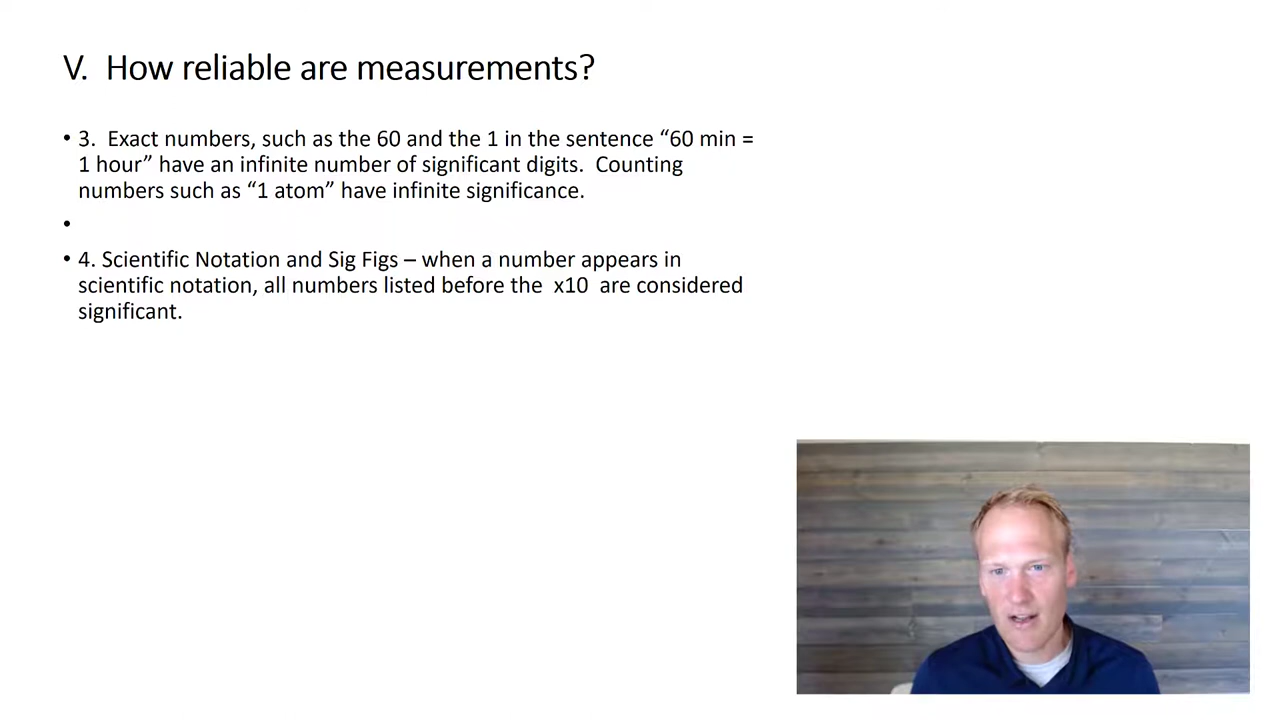 V. How reliable are measurements?
• 3. Exact numbers, such as the 60 and the 1 in the sentence “60 min =
1 hour” have an infinite number of significant digits. Counting
numbers such as “1 atom” have infinite significance.
•
• 4. Scientific Notation and Sig Figs – when a number appears in
scientific notation, all numbers listed before the x10 are considered
significant.